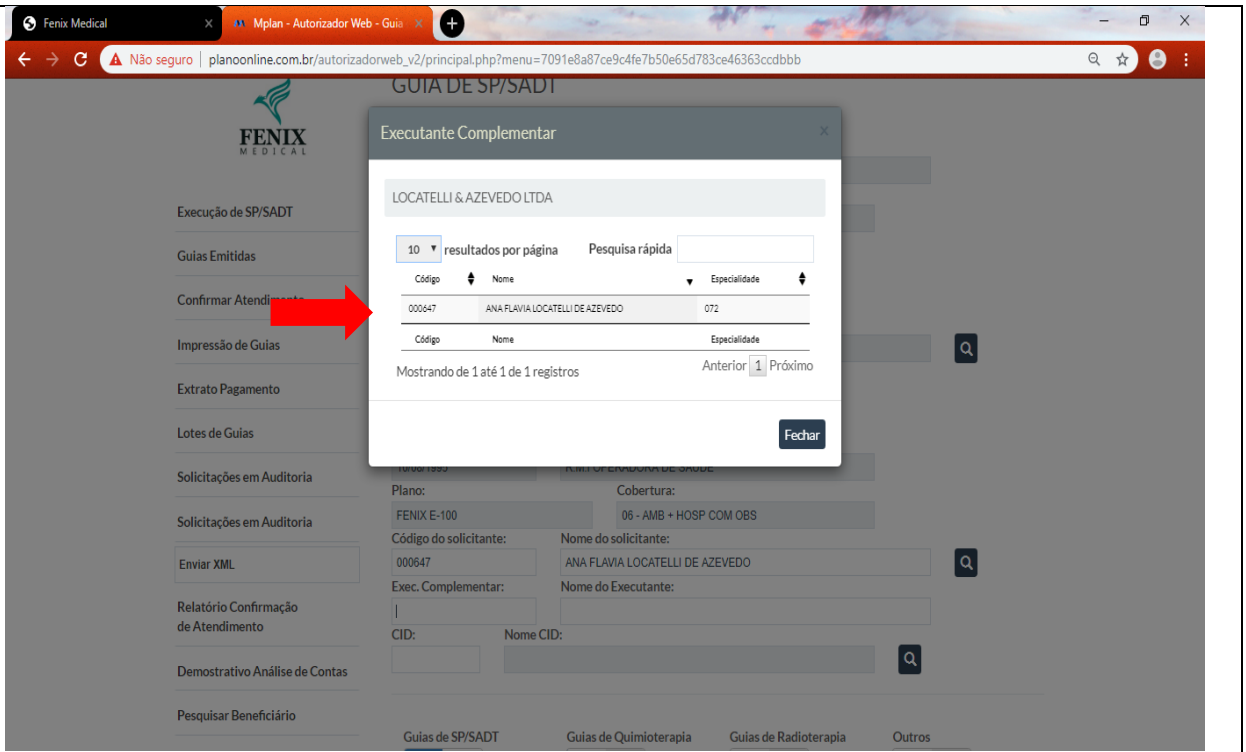 Fenix Medical
Mplan - Autorizador Web - Guia
Não seguro | planoonline.com.br/autorizadorweb_v2/principal.php?menu=7091e8a87ce9c4fe7b50e65d783ce46363ccdbbb
FENIX
MEDICAL
Execução de SP/SADT
Guias Emitidas
Confirmar Atendimento
Impressão de Guias
Extrato Pagamento
Lotes de Guias
Solicitações em Auditoria
Solicitações em Auditoria
Enviar XML
Relatório Confirmação
de Atendimento
Demostrativo Análise de Contas
Pesquisar Beneficiário
GUIA DE SP/SADT
Executante Complementar
LOCATELLI & AZEVEDO LTDA
10 resultados por página Pesquisa rápida
Código Nome Especialidade
000647 ANA FLAVIA LOCATELLI DE AZEVEDO 072
Código Nome Especialidade
Mostrando de 1 até 1 de 1 registros Anterior 1 Próximo
Fechar
R.M.I OPERADORA DE SAUDE
Plano: Cobertura:
FENIX E-100 06 - AMB + HOSP COM OBS
Código do solicitante: Nome do solicitante:
000647 ANA FLAVIA LOCATELLI DE AZEVEDO
Exec. Complementar: Nome do Executante:
CID: Nome CID:
Guias de SP/SADT Guias de Quimioterapia Guias de Radioterapia Outros